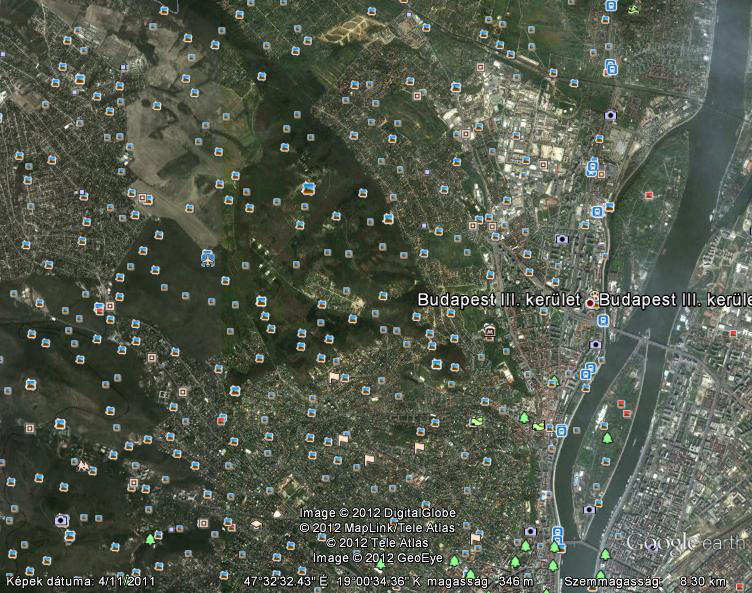 Budapest III. kerület
Budapest III. kerüle
Image © 2012 DigitalGlobe
© 2012 MapLink/Tele Atlas
© 2012 Tele Atlas
Image © 2012 GeoEye
Google earth
Képek dátuma: 4/11/2011 47°32'32.43" É 19°00'34.36" K magasság 346 m Szemmagasság: 8.30 km